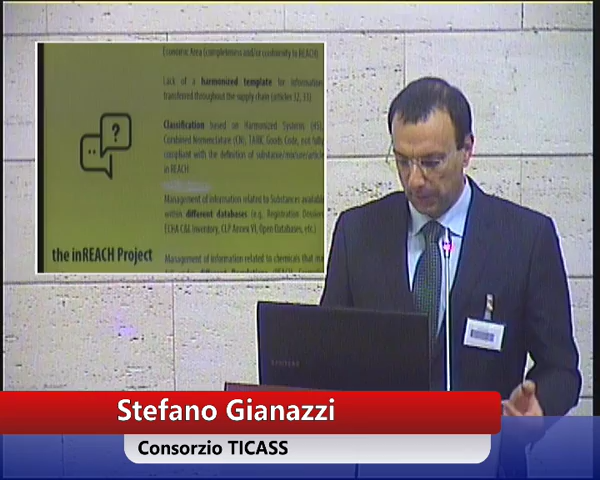 Economic Area (completeness and/or conformity to REACH)
Lack of a harmonized template for information
transferred throughout the supply chain (articles 32, 33)
?
Classification based on Harmonized Systems (HS),
Combined Nomenclature (CN), TARIC Goods Code, not fully
compliant with the definition of substance/mixture/article
in REACH
Management of information related to Substances available
within different databases (e.g. Registration Dossiers,
ECHA C&L Inventory, CLP Annex VI, Open Databases, etc.)
the inREACH Project
Management of information related to chemicals that
Stefano Gianazzi
Consorzio TICASS